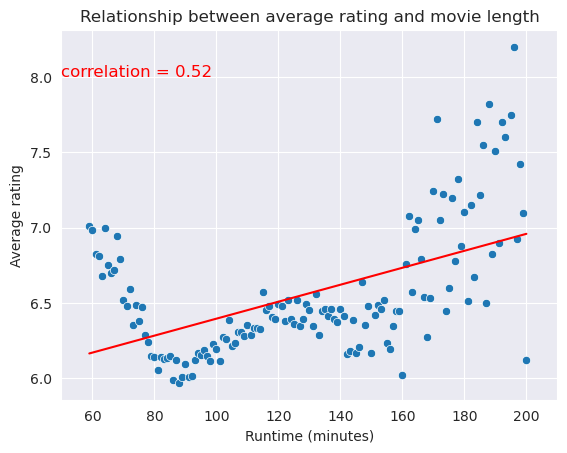 Relationship between average rating and movie length
correlation = 0.52
Average rating
8.0
7.5
7.0
6.5
6.0
60 80 100 120 140 160 180 200
Runtime (minutes)